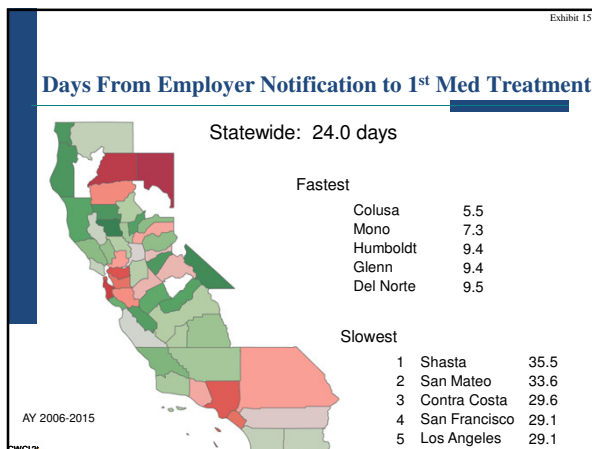 Exhibit 15
Days From Employer Notification to 1st Med Treatment
Statewide: 24.0 days
Fastest
Colusa 5.5
Mono 7.3
Humboldt 9.4
Glenn 9.4
Del Norte 9.5
Slowest
1 Shasta 35.5
2 San Mateo 33.6
3 Contra Costa 29.6
4 San Francisco 29.1
5 Los Angeles 29.1
AY 2006-2015